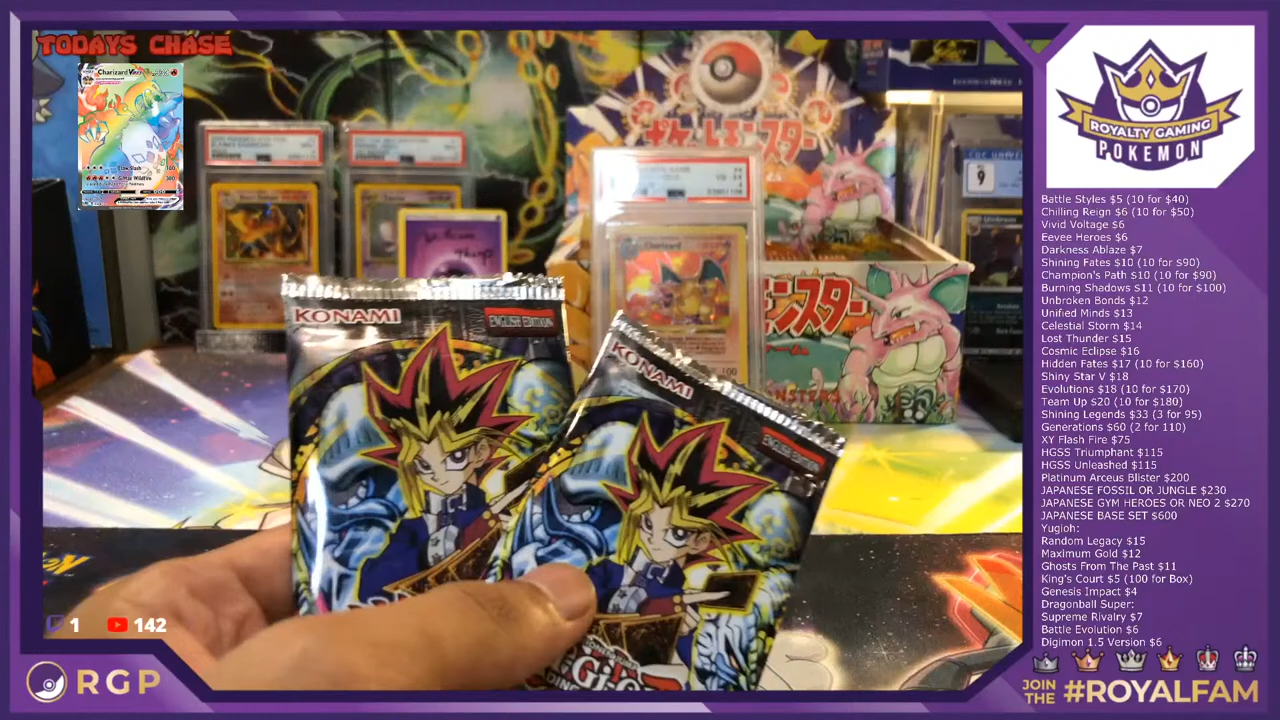 TODAYS CHASE
Charizard
KONAMI
ENGLISH EDITION
KONAMI
ENGLISH EDITION
Charizard
100
9
1
142
RGP
ROYALTY GAMING
POKEMON
Battle Styles $5 (10 for $40)
Chilling Reign $6 (10 for $50)
Vivid Voltage $6
Eevee Heroes $6
Darkness Ablaze $7
Shining Fates $10 (10 for $90)
Champion's Path $10 (10 for $90)
Burning Shadows $11 (10 for $100)
Unbroken Bonds $12
Unified Minds $13
Celestial Storm $14
Lost Thunder $15
Cosmic Eclipse $16
Hidden Fates $17 (10 for $160)
Shiny Star V $18
Evolutions $18 (10 for $170)
Team Up $20 (10 for $180)
Shining Legends $33 (3 for 95)
Generations $60 (2 for 110)
XY Flash Fire $75
HGSS Triumphant $115
HGSS Unleashed $115
Platinum Arceus Blister $200
JAPANESE FOSSIL OR JUNGLE $230
JAPANESE GYM HEROES OR NEO 2 $270
JAPANESE BASE SET $600
Yugioh:
Random Legacy $15
Maximum Gold $12
Ghosts From The Past $11
King's Court $5 (100 for Box)
Genesis Impact $4
Dragonball Super:
Supreme Rivalry $7
Battle Evolution $6
Digimon 1.5 Version $6
JOIN
THE #ROYALFAM